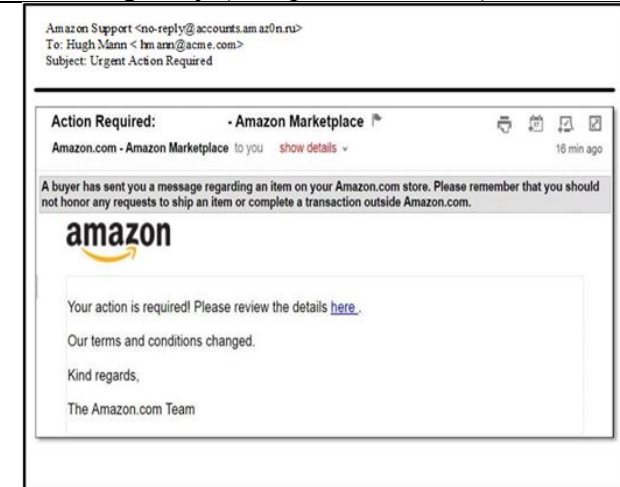 Amazon Support <no-reply@accounts.amaz0n.ru>
To: Hugh Mann < hmann@acme.com>
Subject: Urgent Action Required
Action Required: - Amazon Marketplace
Amazon.com - Amazon Marketplace to you show details
16 min ago
A buyer has sent you a message regarding an item on your Amazon.com store. Please remember that you should
not honor any requests to ship an item or complete a transaction outside Amazon.com.
amazon
Your action is required! Please review the details here .
Our terms and conditions changed.
Kind regards,
The Amazon.com Team